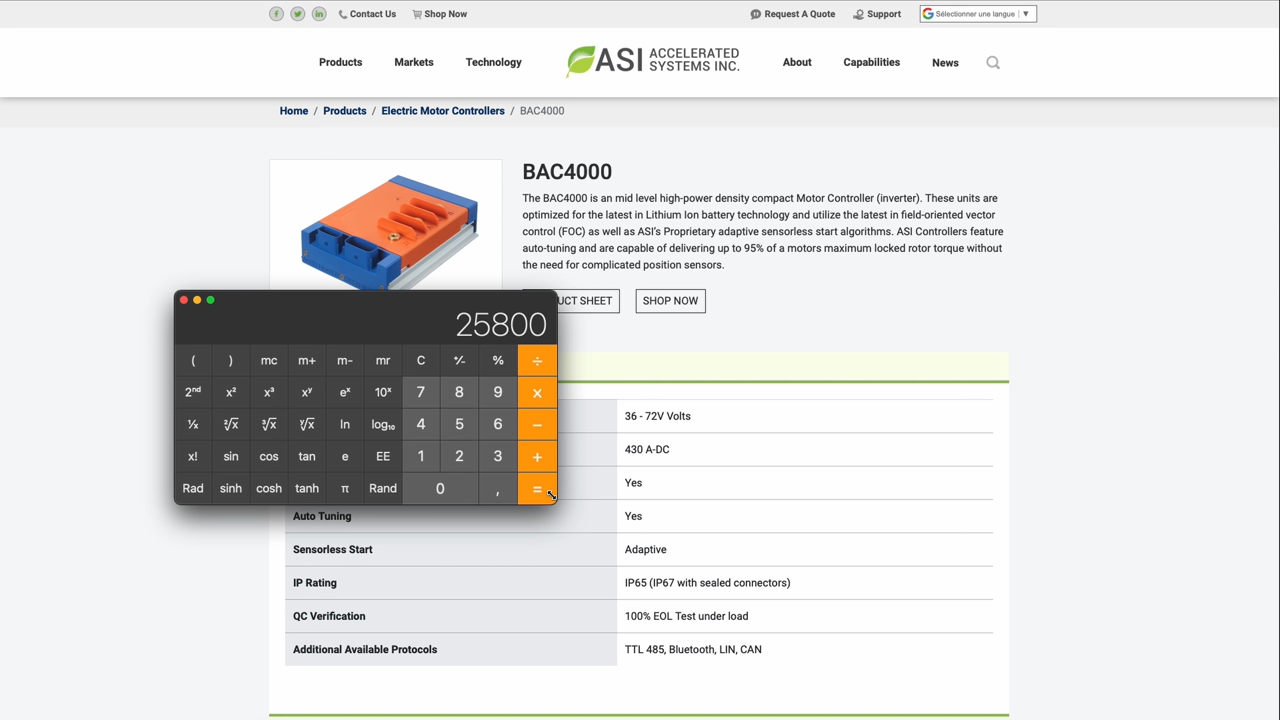 f
in
Contact Us
Shop Now
Request A Quote
Support
G Sélectionner une langue ▼
Products
Markets
Technology
ASI ACCELERATED
SYSTEMS INC.
About
Capabilities
News
Home / Products / Electric Motor Controllers / BAC4000
BAC4000
The BAC4000 is an mid level high-power density compact Motor Controller (inverter). These units are
optimized for the latest in Lithium Ion battery technology and utilize the latest in field-oriented vector
control (FOC) as well as ASI's Proprietary adaptive sensorless start algorithms. ASI Controllers feature
auto-tuning and are capable of delivering up to 95% of a motors maximum locked rotor torque without
the need for complicated position sensors.
UCT SHEET
SHOP NOW
25800
( ) mc m+ m- mr C +/- % ÷
2nd x² x³ xʸ eˣ 10ˣ 7 8 9 ×
1/x ²√x ³√x ʸ√x ln log₁₀ 4 5 6 −
x! sin cos tan e EE 1 2 3 +
Rad sinh cosh tanh π Rand 0 , =
36 - 72V Volts
430 A-DC
Yes
Auto Tuning Yes
Sensorless Start Adaptive
IP Rating IP65 (IP67 with sealed connectors)
QC Verification 100% EOL Test under load
Additional Available Protocols TTL 485, Bluetooth, LIN, CAN